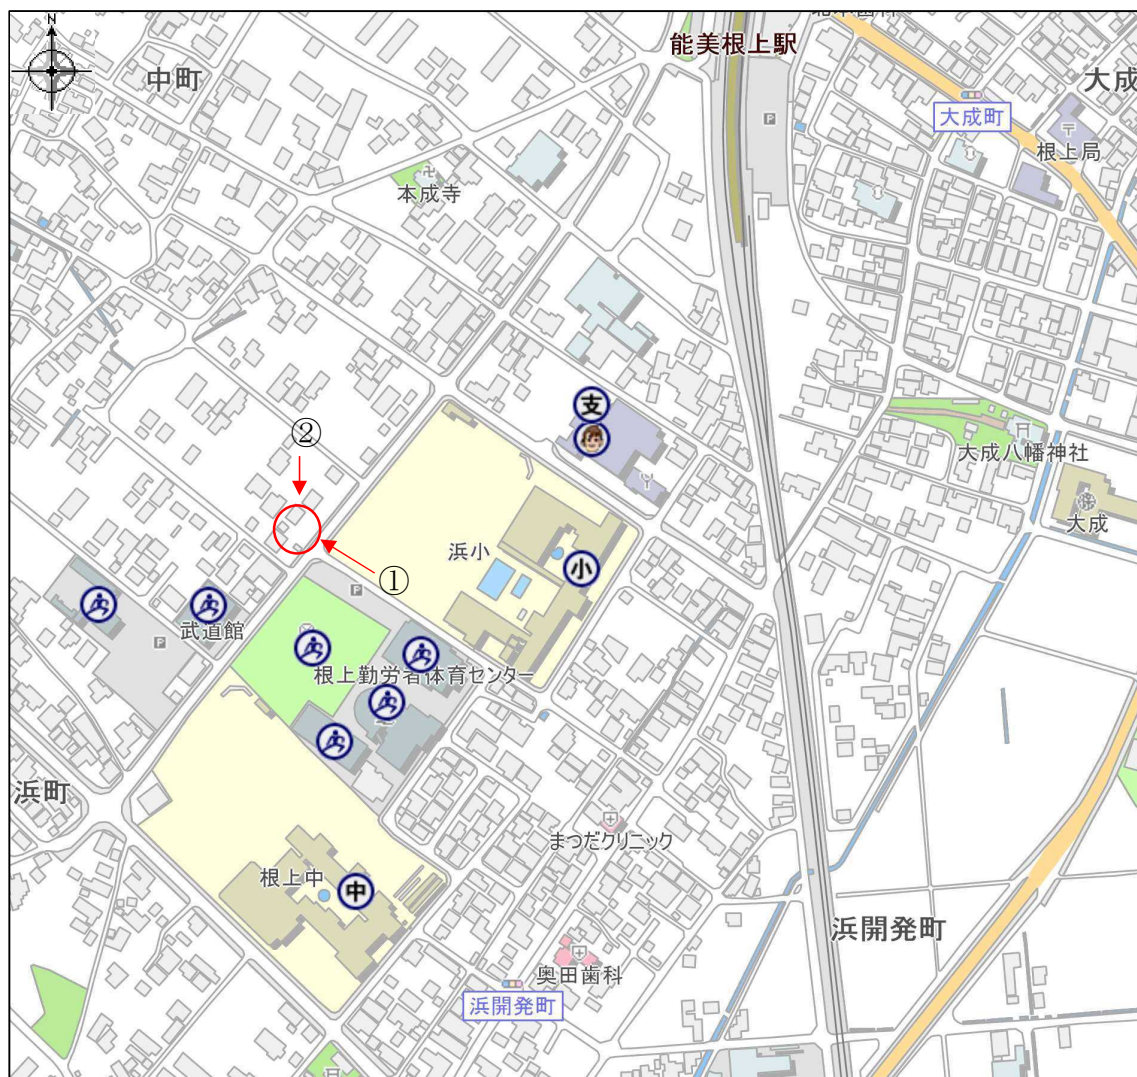 N
能美根上駅
中町
大成
大成町
根上局
本成寺
支
②
大成八幡神社
大成
浜小
小
①
武道館
根上勤労者体育センター
浜町
まつだクリニック
根上中
中
浜開発町
奥田歯科
浜開発町
P
P
P